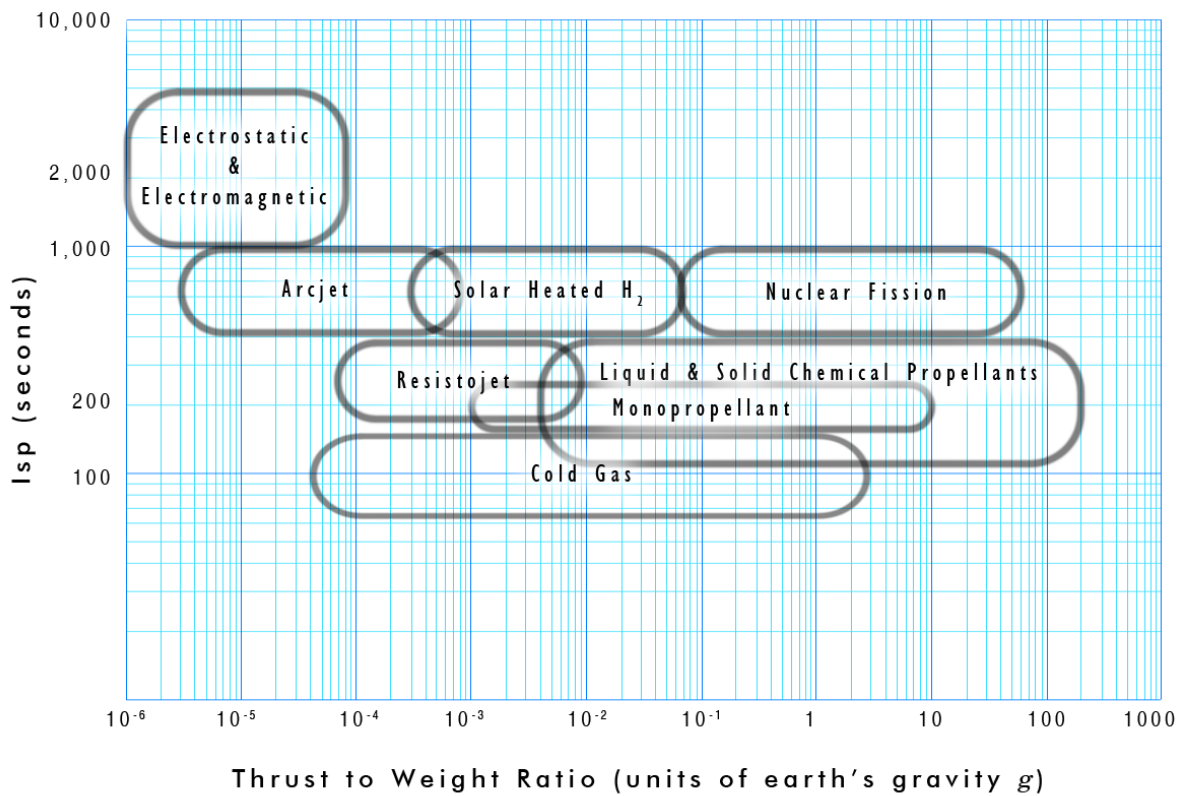 10,000
Electrostatic
&
Electromagnetic
2,000
1,000
Arcjet
Solar Heated H₂
Nuclear Fission
Isp (seconds)
Resistojet
Liquid & Solid Chemical Propellants
200
Monopropellant
100
Cold Gas
10⁻⁶ 10⁻⁵ 10⁻⁴ 10⁻³ 10⁻² 10⁻¹ 1 10 100 1000
Thrust to Weight Ratio (units of earth's gravity g)